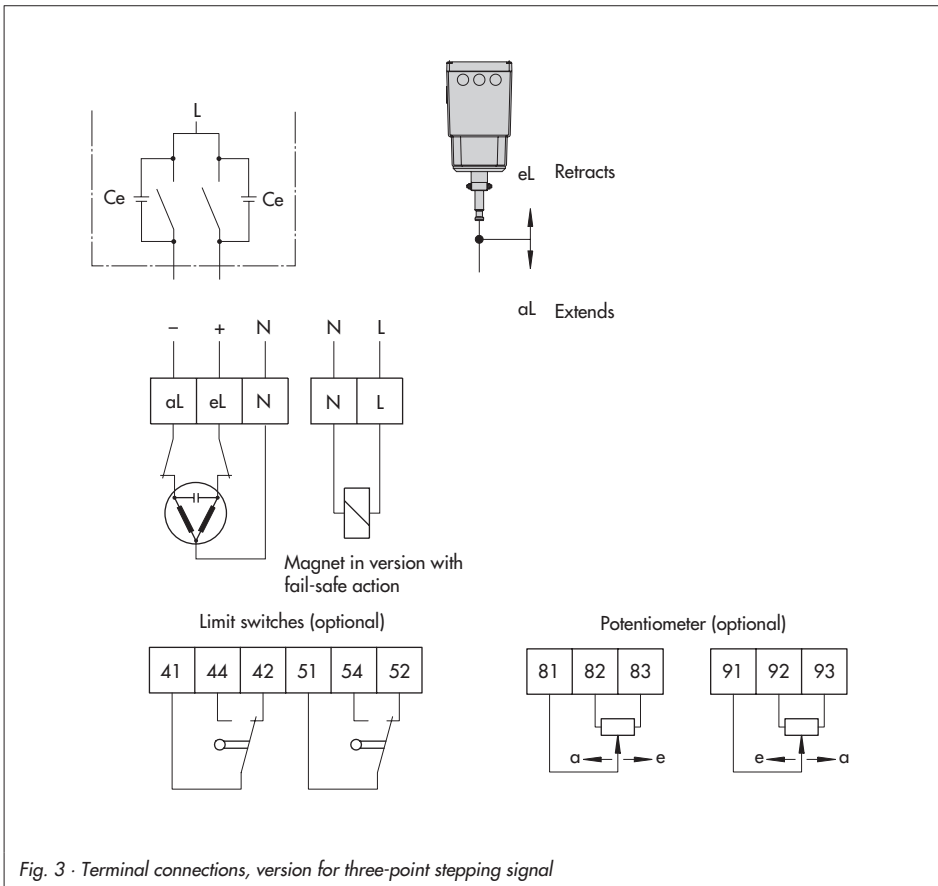 L
Ce Ce
eL Retracts
aL Extends
– + N N L
aL eL N N L
Magnet in version with
fail-safe action
Limit switches (optional) Potentiometer (optional)
41 44 42 51 54 52 81 82 83 91 92 93
a e e a
Fig. 3 · Terminal connections, version for three-point stepping signal